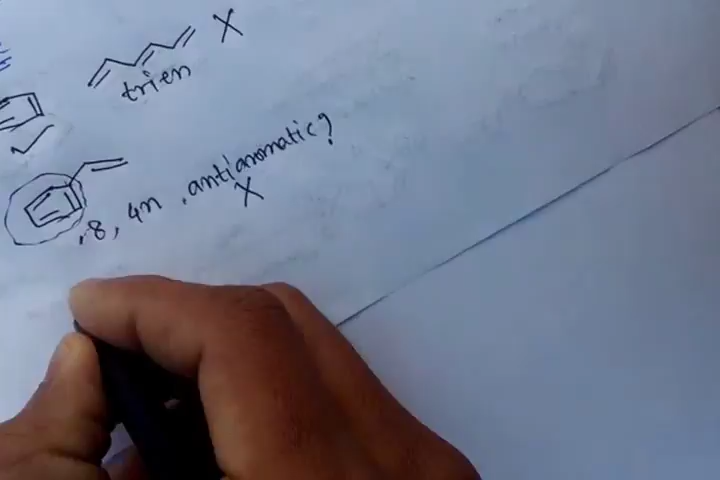 X
trien
, 8, 4n , antiaromatic?
X